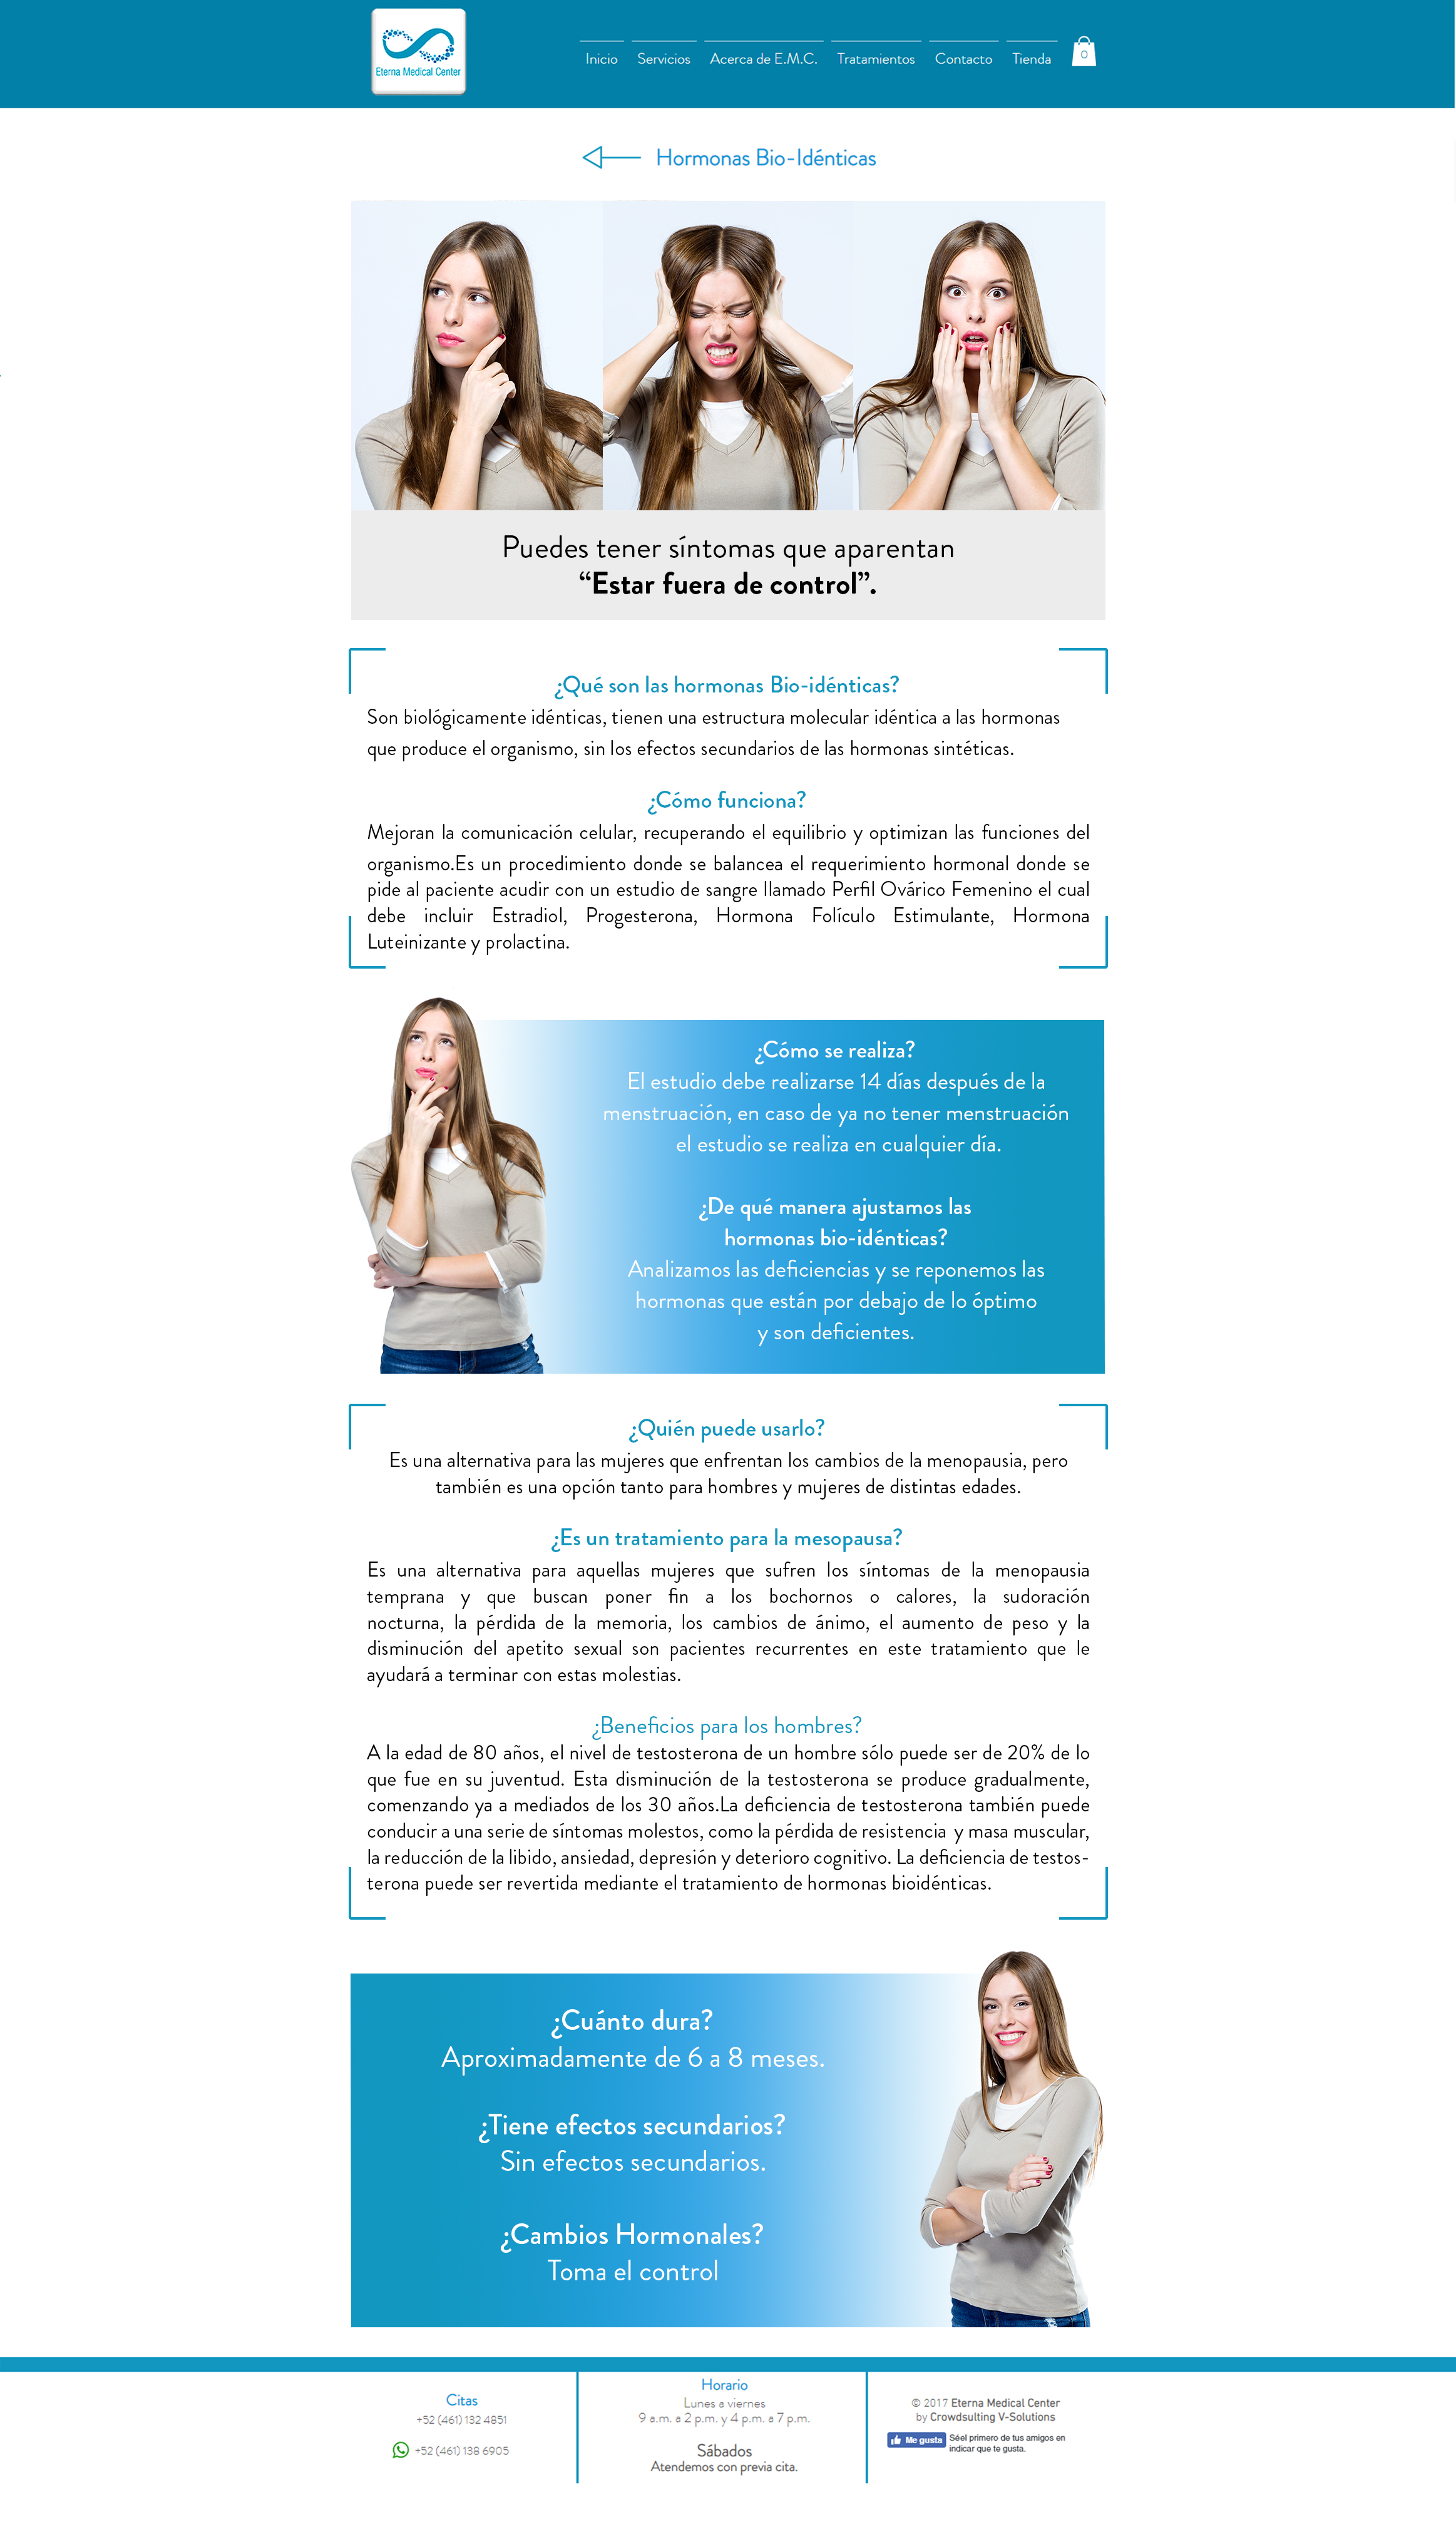 Eterna Medical Center
Inicio
Servicios
Acerca de E.M.C.
Tratamientos
Contacto
Tienda
0
Hormonas Bio-Idénticas
Puedes tener síntomas que aparentan
“Estar fuera de control”.
¿Qué son las hormonas Bio-idénticas?
Son biológicamente idénticas, tienen una estructura molecular idéntica a las hormonas
que produce el organismo, sin los efectos secundarios de las hormonas sintéticas.
¿Cómo funciona?
Mejoran la comunicación celular, recuperando el equilibrio y optimizan las funciones del
organismo.Es un procedimiento donde se balancea el requerimiento hormonal donde se
pide al paciente acudir con un estudio de sangre llamado Perfil Ovárico Femenino el cual
debe incluir Estradiol, Progesterona, Hormona Folículo Estimulante, Hormona
Luteinizante y prolactina.
¿Cómo se realiza?
El estudio debe realizarse 14 días después de la
menstruación, en caso de ya no tener menstruación
el estudio se realiza en cualquier día.
¿De qué manera ajustamos las
hormonas bio-idénticas?
Analizamos las deficiencias y se reponemos las
hormonas que están por debajo de lo óptimo
y son deficientes.
¿Quién puede usarlo?
Es una alternativa para las mujeres que enfrentan los cambios de la menopausia, pero
también es una opción tanto para hombres y mujeres de distintas edades.
¿Es un tratamiento para la mesopausa?
Es una alternativa para aquellas mujeres que sufren los síntomas de la menopausia
temprana y que buscan poner fin a los bochornos o calores, la sudoración
nocturna, la pérdida de la memoria, los cambios de ánimo, el aumento de peso y la
disminución del apetito sexual son pacientes recurrentes en este tratamiento que le
ayudará a terminar con estas molestias.
¿Beneficios para los hombres?
A la edad de 80 años, el nivel de testosterona de un hombre sólo puede ser de 20% de lo
que fue en su juventud. Esta disminución de la testosterona se produce gradualmente,
comenzando ya a mediados de los 30 años.La deficiencia de testosterona también puede
conducir a una serie de síntomas molestos, como la pérdida de resistencia y masa muscular,
la reducción de la libido, ansiedad, depresión y deterioro cognitivo. La deficiencia de testos-
terona puede ser revertida mediante el tratamiento de hormonas bioidénticas.
¿Cuánto dura?
Aproximadamente de 6 a 8 meses.
¿Tiene efectos secundarios?
Sin efectos secundarios.
¿Cambios Hormonales?
Toma el control
Citas
+52 (461) 132 4851
+52 (461) 138 6905
Horario
Lunes a viernes
9 a.m. a 2 p.m. y 4 p.m. a 7 p.m.
Sábados
Atendemos con previa cita.
© 2017 Eterna Medical Center
by Crowdsulting V-Solutions
Me gusta
Sé el primero de tus amigos en
indicar que te gusta.